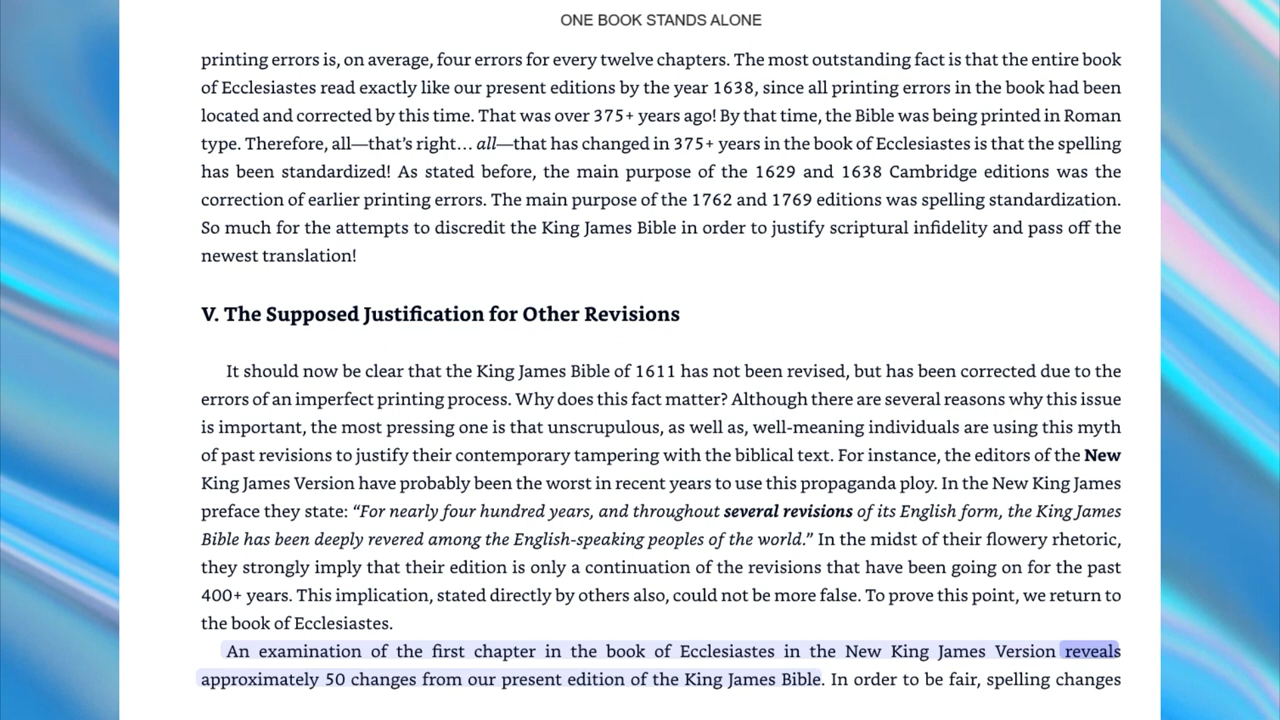 ONE BOOK STANDS ALONE
printing errors is, on average, four errors for every twelve chapters. The most outstanding fact is that the entire book
of Ecclesiastes read exactly like our present editions by the year 1638, since all printing errors in the book had been
located and corrected by this time. That was over 375+ years ago! By that time, the Bible was being printed in Roman
type. Therefore, all—that's right… all—that has changed in 375+ years in the book of Ecclesiastes is that the spelling
has been standardized! As stated before, the main purpose of the 1629 and 1638 Cambridge editions was the
correction of earlier printing errors. The main purpose of the 1762 and 1769 editions was spelling standardization.
So much for the attempts to discredit the King James Bible in order to justify scriptural infidelity and pass off the
newest translation!
V. The Supposed Justification for Other Revisions
It should now be clear that the King James Bible of 1611 has not been revised, but has been corrected due to the
errors of an imperfect printing process. Why does this fact matter? Although there are several reasons why this issue
is important, the most pressing one is that unscrupulous, as well as, well-meaning individuals are using this myth
of past revisions to justify their contemporary tampering with the biblical text. For instance, the editors of the New
King James Version have probably been the worst in recent years to use this propaganda ploy. In the New King James
preface they state: “For nearly four hundred years, and throughout several revisions of its English form, the King James
Bible has been deeply revered among the English-speaking peoples of the world.” In the midst of their flowery rhetoric,
they strongly imply that their edition is only a continuation of the revisions that have been going on for the past
400+ years. This implication, stated directly by others also, could not be more false. To prove this point, we return to
the book of Ecclesiastes.
An examination of the first chapter in the book of Ecclesiastes in the New King James Version reveals
approximately 50 changes from our present edition of the King James Bible. In order to be fair, spelling changes